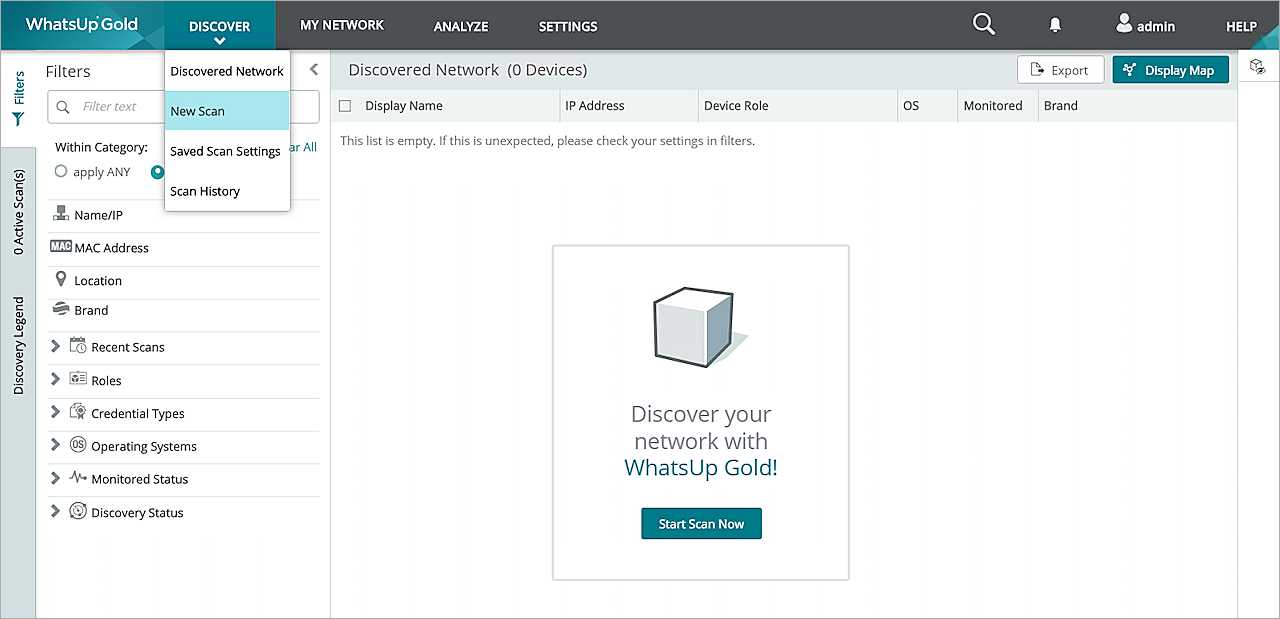 WhatsUp Gold
DISCOVER
MY NETWORK
ANALYZE
SETTINGS
admin
HELP
Filters
0 Active Scan(s)
Discovery Legend
Filters
Filter text
Discovered Network
New Scan
Saved Scan Settings
Scan History
Within Category:
ar All
apply ANY
Name/IP
MAC MAC Address
Location
Brand
Recent Scans
Roles
Credential Types
OS Operating Systems
Monitored Status
Discovery Status
Discovered Network (0 Devices)
Export
Display Map
Display Name
IP Address
Device Role
OS
Monitored
Brand
This list is empty. If this is unexpected, please check your settings in filters.
Discover your
network with
WhatsUp Gold!
Start Scan Now